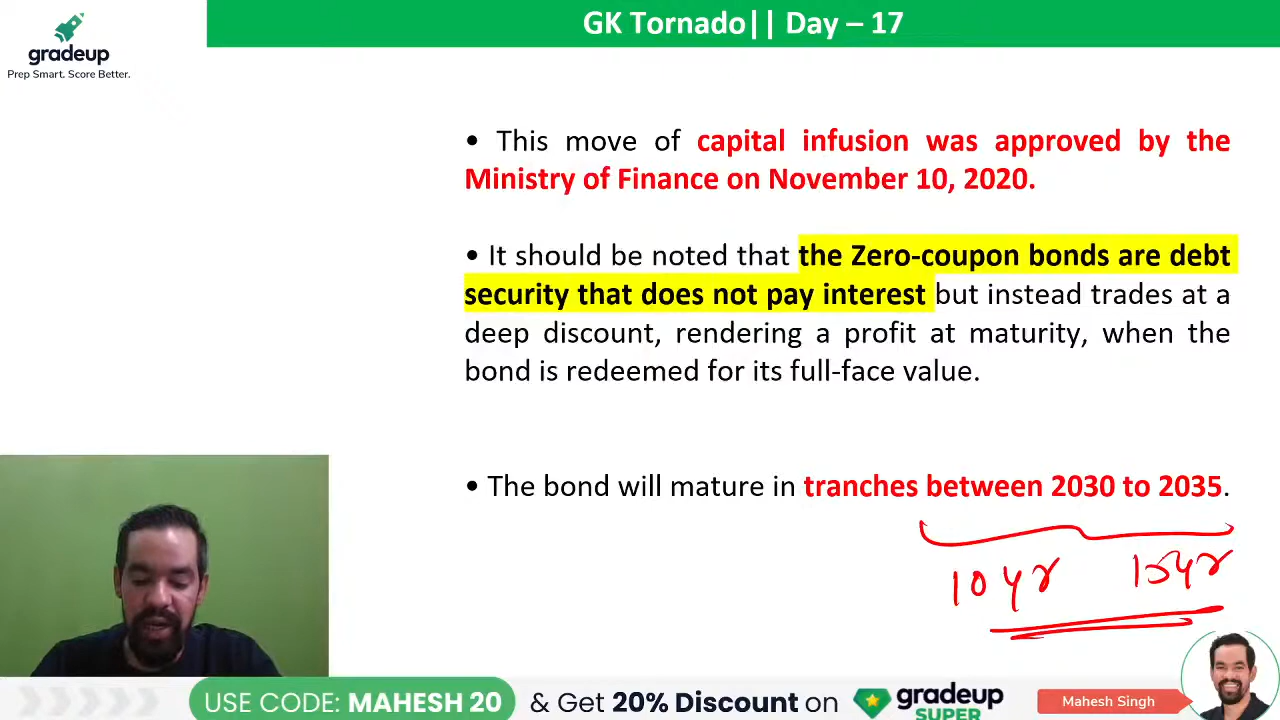 GK Tornado|| Day – 17
gradeup
Prep Smart. Score Better.
• This move of capital infusion was approved by the
Ministry of Finance on November 10, 2020.
• It should be noted that the Zero-coupon bonds are debt
security that does not pay interest but instead trades at a
deep discount, rendering a profit at maturity, when the
bond is redeemed for its full-face value.
• The bond will mature in tranches between 2030 to 2035.
10 yr 15 yr
USE CODE: MAHESH 20 & Get 20% Discount on gradeup
SUPER
Mahesh Singh